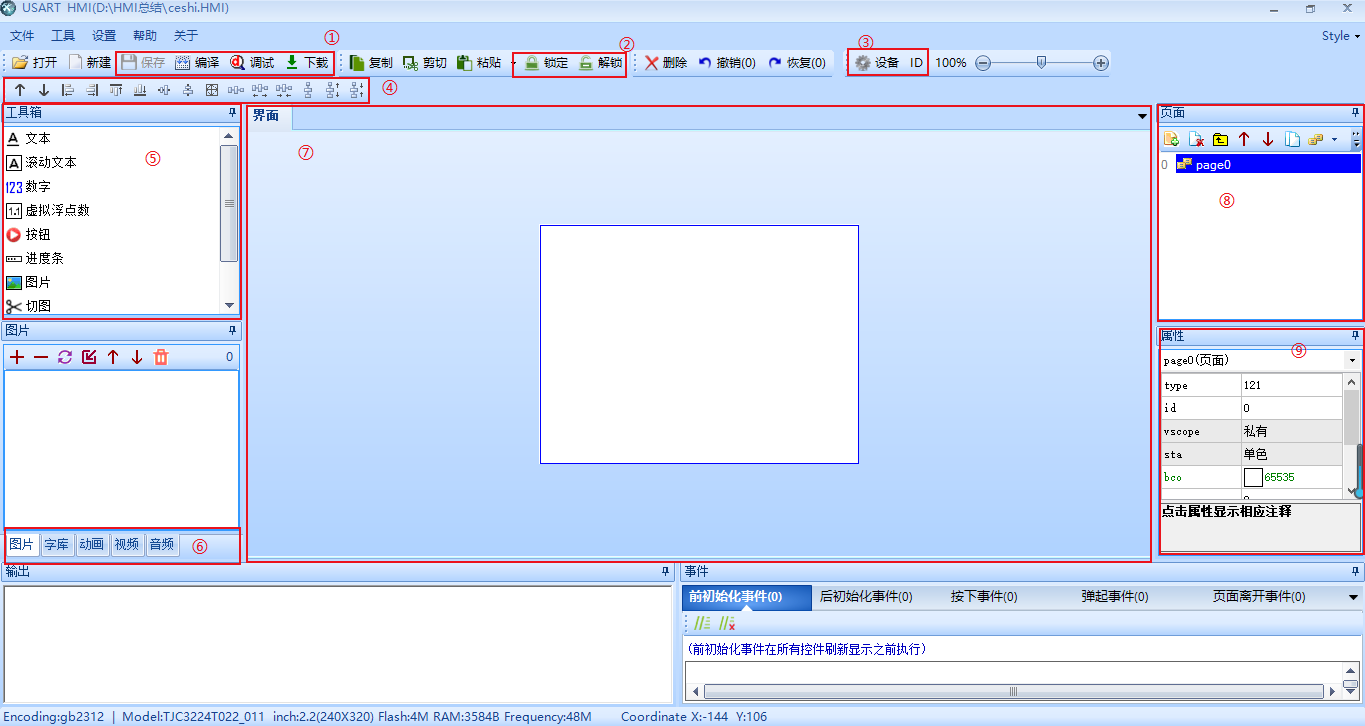 USART HMI(D:\HMI总结\ceshi.HMI)
文件 工具 设置 帮助 关于 ① Style
打开 新建 保存 编译 调试 下载 复制 剪切 粘贴 ② 锁定 解锁 删除 撤销(0) 恢复(0) ③ 设备 ID 100%
④
工具箱
文本
滚动文本
123 数字
1.1 虚拟浮点数
按钮
进度条
图片
切图
⑤
图片
0
图片 字库 动画 视频 音频 ⑥
界面
⑦
页面
0 page0
⑧
属性
⑨
page0(页面)
type 121
id 0
vscope 私有
sta 单色
bco 65535
点击属性显示相应注释
输出
事件
前初始化事件(0) 后初始化事件(0) 按下事件(0) 弹起事件(0) 页面离开事件(0)
(前初始化事件在所有控件刷新显示之前执行)
Encoding:gb2312 | Model:TJC3224T022_011 inch:2.2(240X320) Flash:4M RAM:3584B Frequency:48M Coordinate X:-144 Y:106